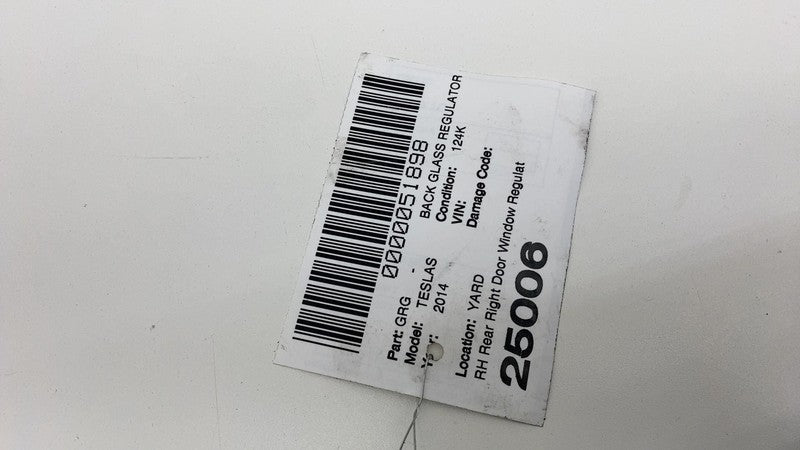 0000051898
Part: GRG - BACK GLASS REGULATOR
Model: TESLAS Condition: 124K
Year: 2014 VIN:
Damage Code:
Location: YARD
RH Rear Right Door Window Regulat
25006